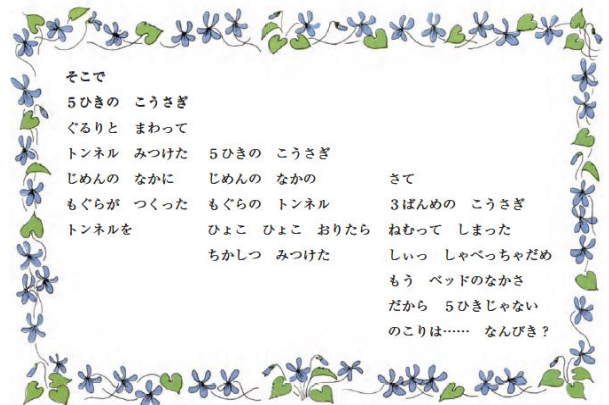 そこで
5ひきの　こうさぎ
ぐるりと　まわって
トンネル　みつけた
じめんの　なかに
もぐらが　つくった
トンネルを
5ひきの　こうさぎ
じめんの　なかの
もぐらの　トンネル
ひょこ　ひょこ　おりたら
ちかしつ　みつけた
さて
3ばんめの　こうさぎ
ねむって　しまった
しぃっ　しゃべっちゃだめ
もう　ベッドのなかさ
だから　5ひきじゃない
のこりは……　なんびき？